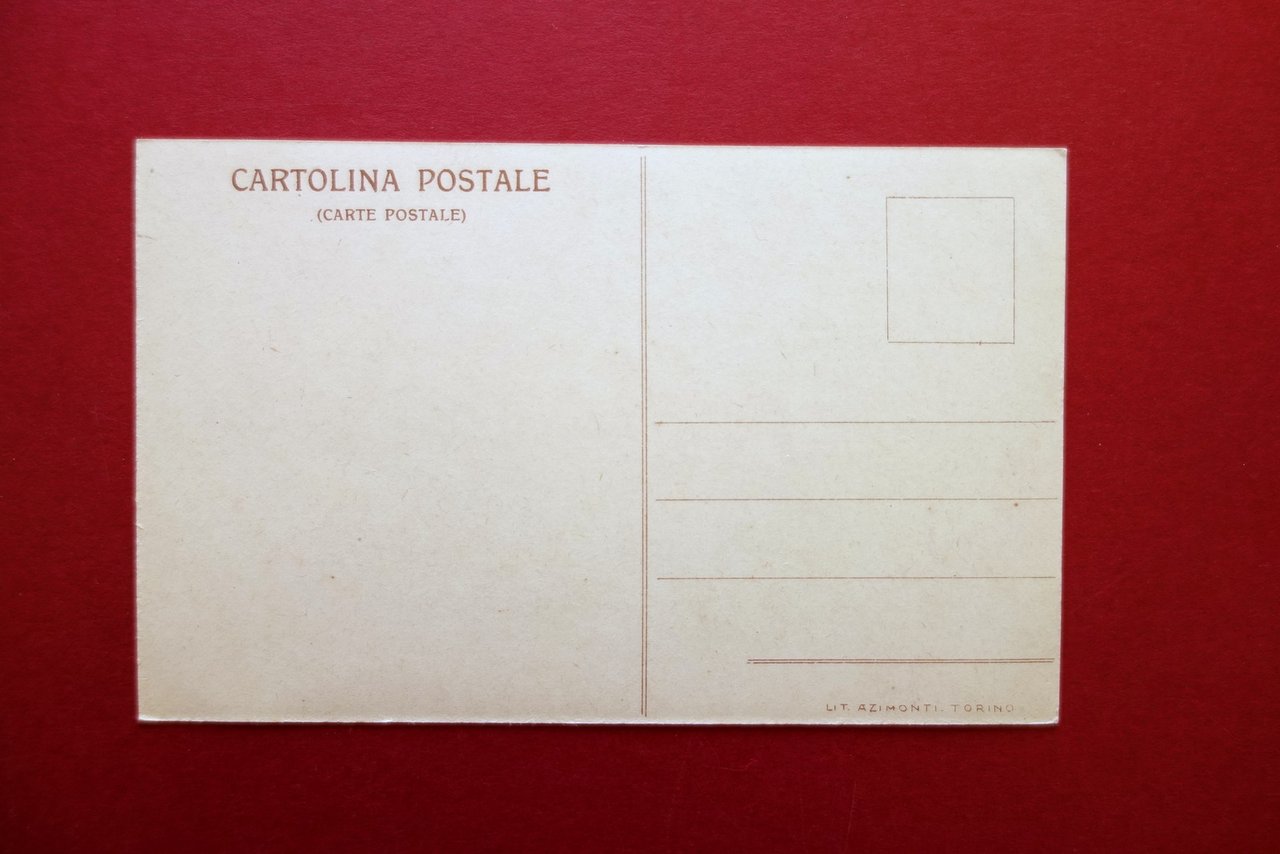 CARTOLINA POSTALE
(CARTE POSTALE)
LIT. AZIMONTI. TORINO